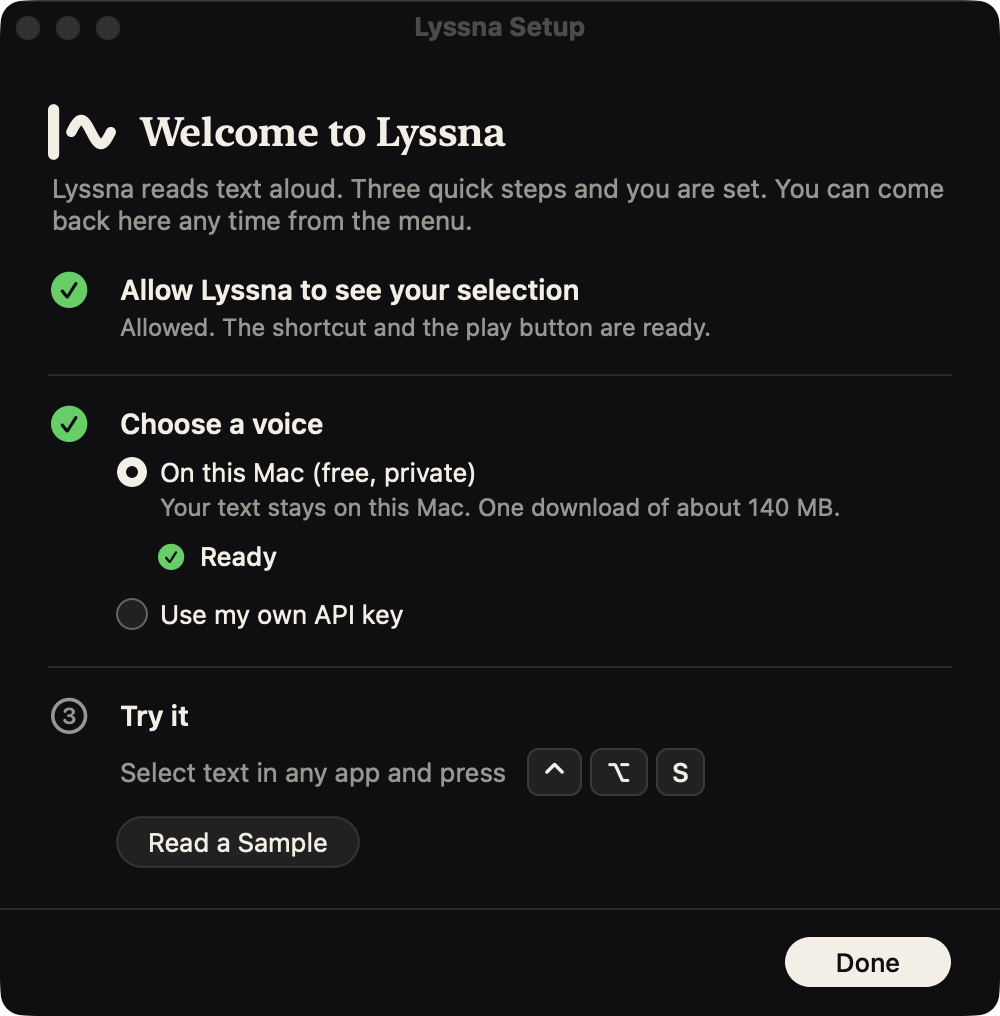 Lyssna Setup
Welcome to Lyssna
Lyssna reads text aloud. Three quick steps and you are set. You can come
back here any time from the menu.
Allow Lyssna to see your selection
Allowed. The shortcut and the play button are ready.
Choose a voice
On this Mac (free, private)
Your text stays on this Mac. One download of about 140 MB.
Ready
Use my own API key
3 Try it
Select text in any app and press ^ ⌥ S
Read a Sample
Done